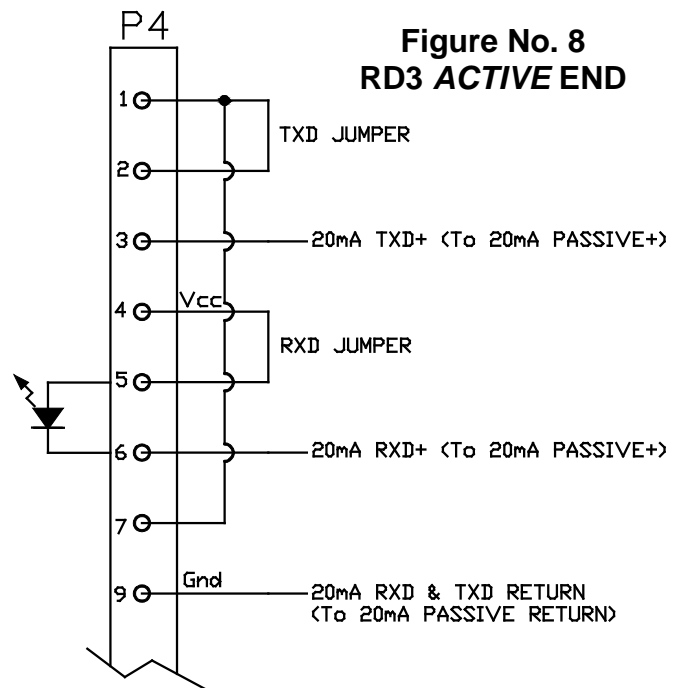 P4
Figure No. 8
RD3 ACTIVE END
1
TXD JUMPER
2
3 20mA TXD+ (To 20mA PASSIVE+)
4 Vcc
RXD JUMPER
5
6 20mA RXD+ (To 20mA PASSIVE+)
7
9 Gnd 20mA RXD & TXD RETURN
(To 20mA PASSIVE RETURN)